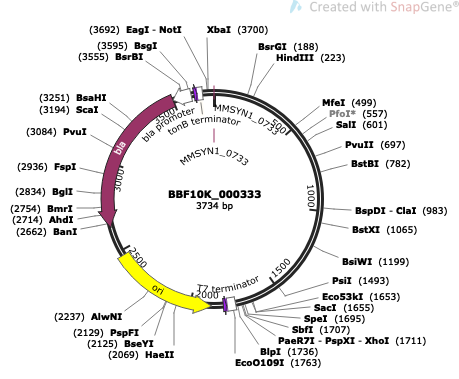 Created with SnapGene®
(3692) EagI - NotI
XbaI (3700)
(3595) BsgI
(3555) BsrBI
BsrGI (188)
HindIII (223)
(3251) BsaHI
(3194) ScaI
(3084) PvuI
(2936) FspI
(2834) BglI
(2754) BmrI
(2714) AhdI
(2662) BanI
MfeI (499)
PfoI* (557)
SalI (601)
PvuII (697)
BstBI (782)
BspDI - ClaI (983)
BstXI (1065)
BsiWI (1199)
PsiI (1493)
Eco53kI (1653)
SacI (1655)
SpeI (1695)
SbfI (1707)
PaeR7I - PspXI - XhoI (1711)
BlpI (1736)
EcoO109I (1763)
(2237) AlwNI
(2129) PspFI
(2125) BseYI
(2069) HaeII
MMSYN1_0733
bla promoter
tonB terminator
MMSYN1_0733
bla
BBF10K_000333
3734 bp
ori
T7 terminator
500
1000
1500
2000
2500
3000
3500